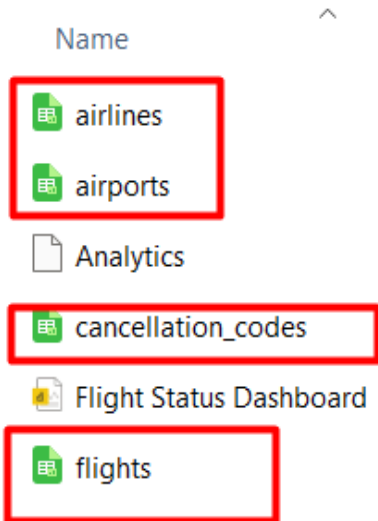 Name
airlines
airports
Analytics
cancellation_codes
Flight Status Dashboard
flights